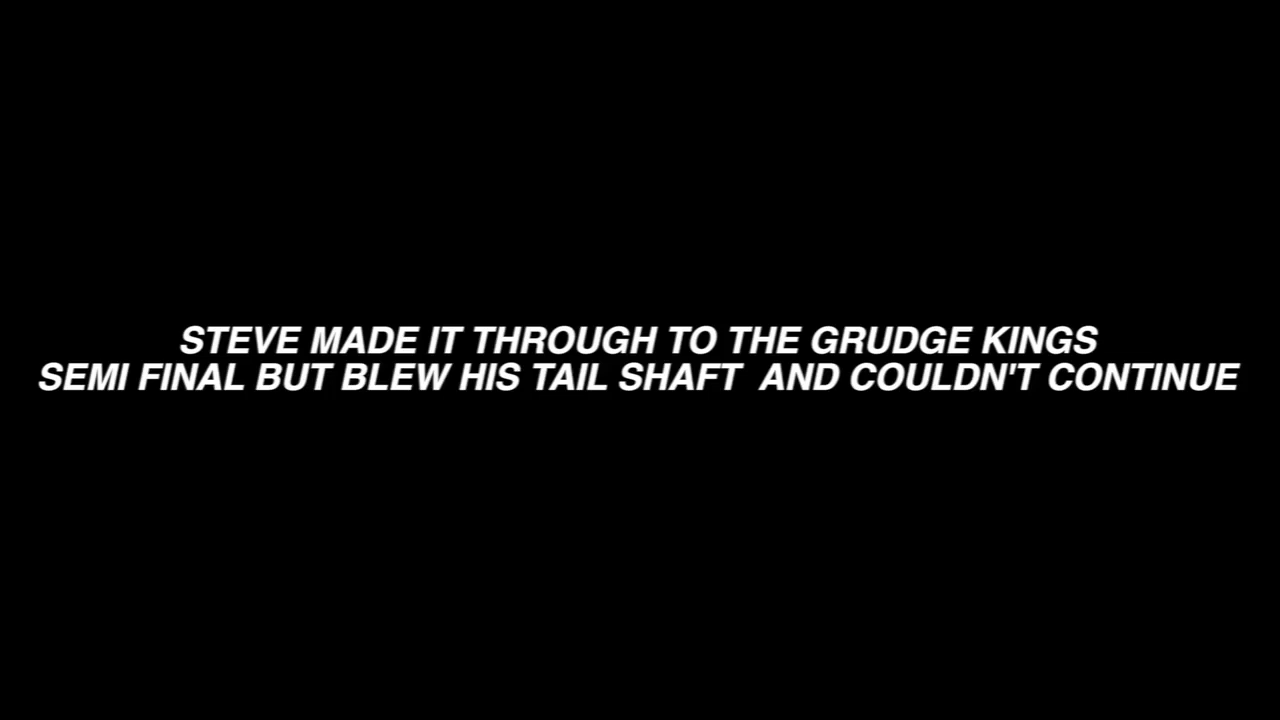 STEVE MADE IT THROUGH TO THE GRUDGE KINGS
SEMI FINAL BUT BLEW HIS TAIL SHAFT  AND COULDN'T CONTINUE